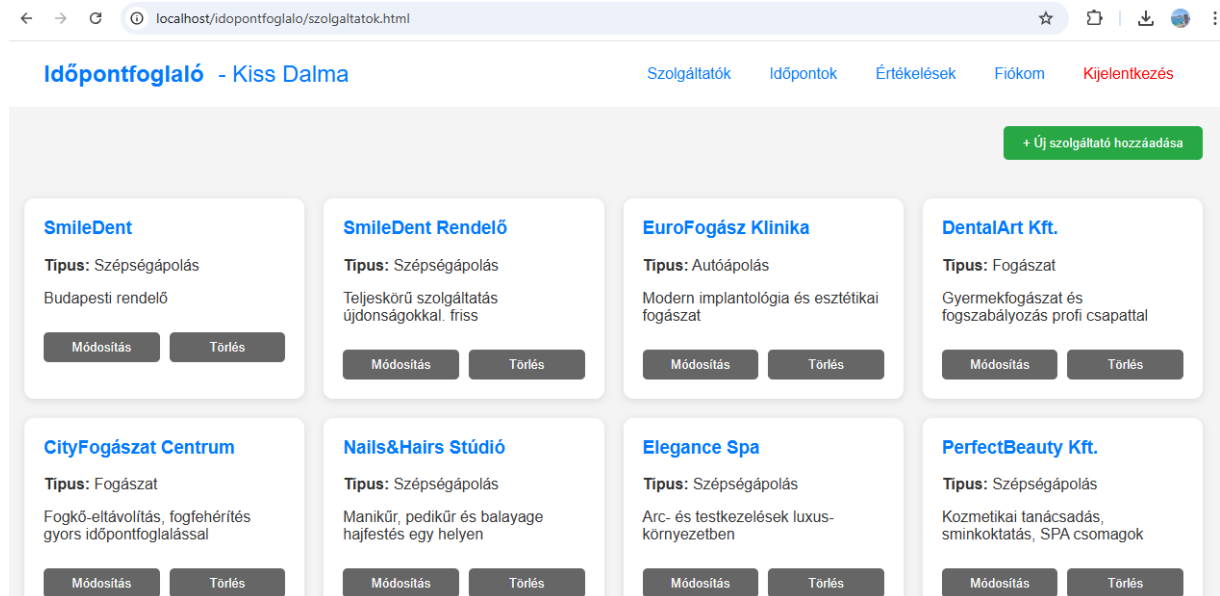 localhost/idopontfoglalo/szolgaltatok.html
Időpontfoglaló - Kiss Dalma
Szolgáltatók
Időpontok
Értékelések
Fiókom
Kijelentkezés
+ Új szolgáltató hozzáadása
SmileDent
Típus: Szépségápolás
Budapesti rendelő
Módosítás
Törlés
SmileDent Rendelő
Típus: Szépségápolás
Teljeskörű szolgáltatás
újdonságokkal. friss
Módosítás
Törlés
EuroFogász Klinika
Típus: Autóápolás
Modern implantológia és esztétikai
fogászat
Módosítás
Törlés
DentalArt Kft.
Típus: Fogászat
Gyermekfogászat és
fogszabályozás profi csapattal
Módosítás
Törlés
CityFogászat Centrum
Típus: Fogászat
Fogkő-eltávolítás, fogfehérítés
gyors időpontfoglalással
Módosítás
Törlés
Nails&Hairs Stúdió
Típus: Szépségápolás
Manikűr, pedikűr és balayage
hajfestés egy helyen
Módosítás
Törlés
Elegance Spa
Típus: Szépségápolás
Arc- és testkezelések luxus-
környezetben
Módosítás
Törlés
PerfectBeauty Kft.
Típus: Szépségápolás
Kozmetikai tanácsadás,
sminkoktatás, SPA csomagok
Módosítás
Törlés